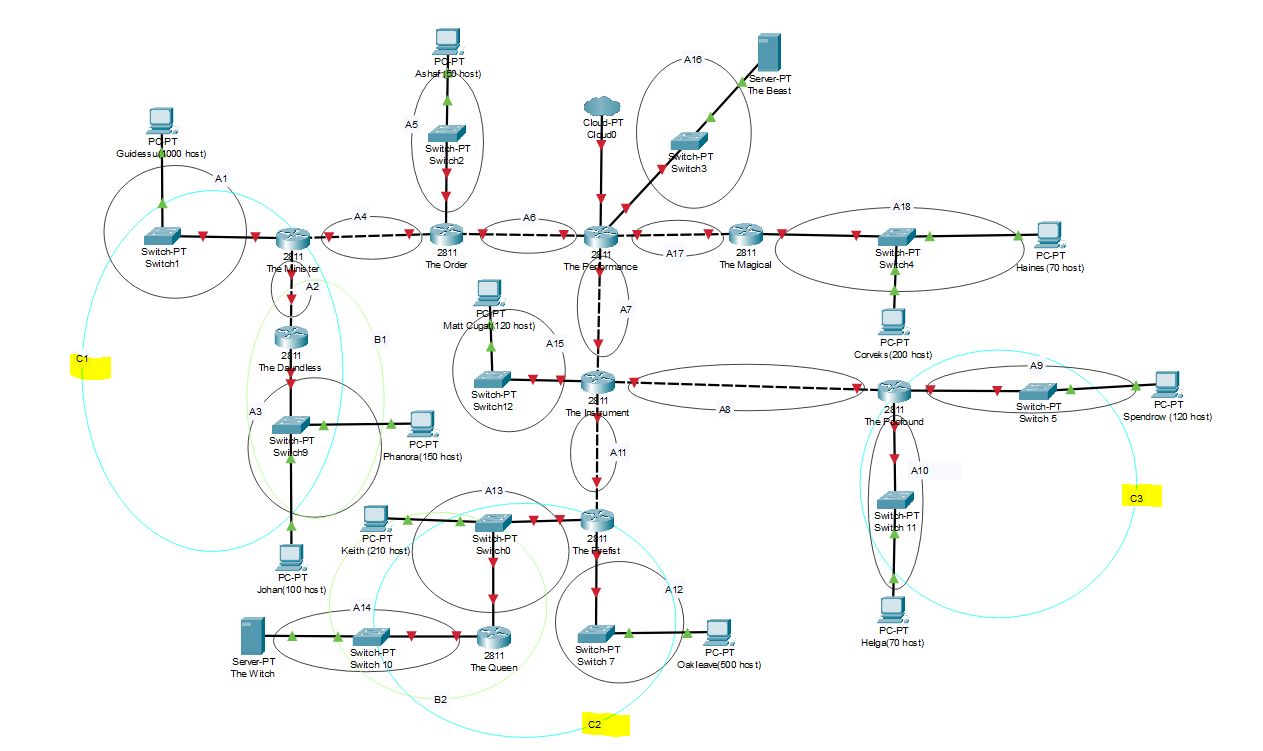 PC-PT
Ashaf (50 host)
A16
Server-PT
The Beast
PC-PT
Guidessu(1000 host)
A5
Switch-PT
Switch2
Cloud-PT
Cloud0
Switch-PT
Switch3
A1
A4
A6
A18
Switch-PT
Switch1
2811
The Minister
2811
The Order
2811
The Performance
A17
2811
The Magical
Switch-PT
Switch4
PC-PT
Haines (70 host)
A2
PC-PT
Matt Cugat(120 host)
A7
PC-PT
Corveks(200 host)
B1
A15
2811
The Daundless
C1
Switch-PT
Switch12
2811
The Instrument
A8
2811
A9
Switch-PT
Switch 5
PC-PT
Spendrow (120 host)
A3
Switch-PT
Switch9
PC-PT
Phanora(150 host)
A11
A10
C3
A13
Switch-PT
Switch 11
PC-PT
Keith (210 host)
Switch-PT
Switch0
2811
The Firefist
PC-PT
Johan(100 host)
A12
A14
PC-PT
Helga(70 host)
Server-PT
The Witch
Switch-PT
Switch 10
2811
The Queen
Switch-PT
Switch 7
PC-PT
Oakleave(500 host)
B2
C2